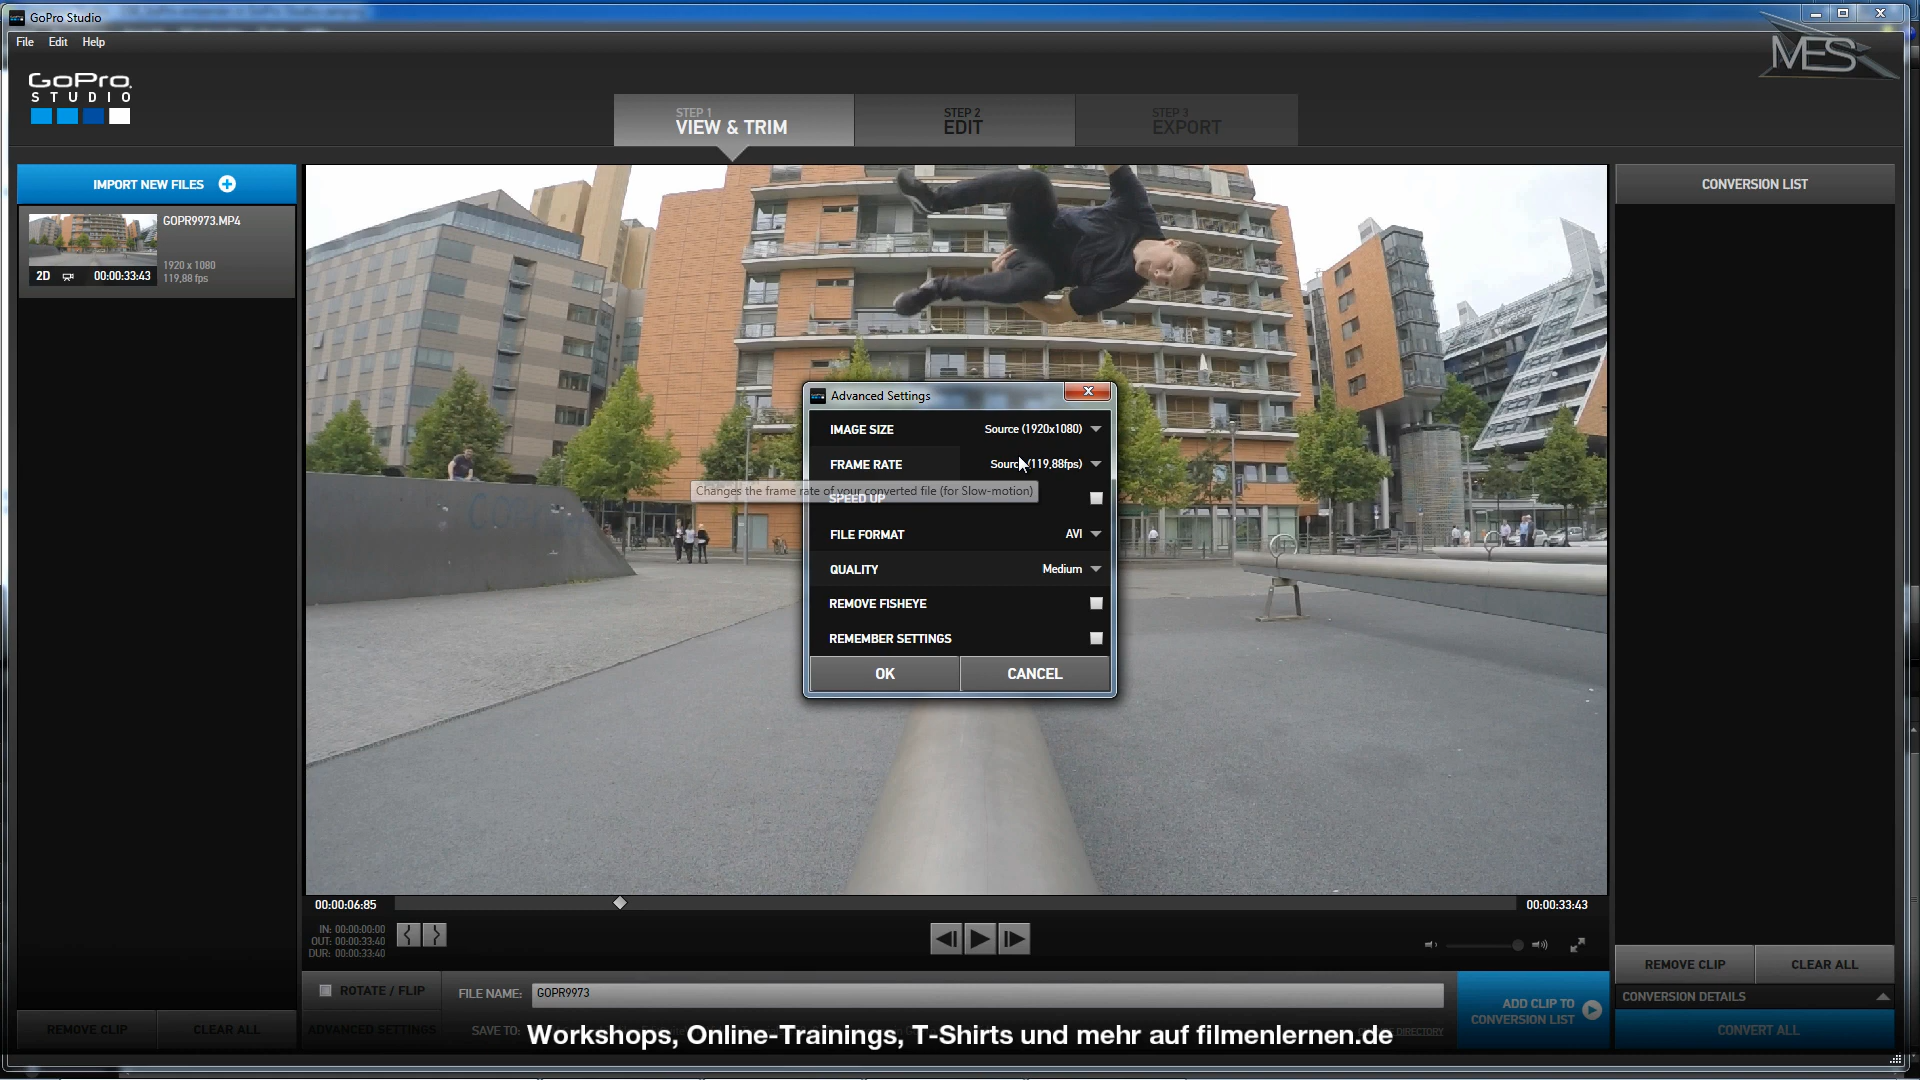 GoPro Studio
MES
File Edit Help
GoPro
STUDIO
STEP 1
VIEW & TRIM
STEP 2
EDIT
STEP 3
EXPORT
IMPORT NEW FILES
GOPR9973.MP4
1920 x 1080
119,88 fps
2D 00:00:33:43
CONVERSION LIST
Advanced Settings
IMAGE SIZE Source (1920x1080)
FRAME RATE Source (119,88fps)
Changes the frame rate of your converted file (for Slow-motion)
SPEED UP
FILE FORMAT AVI
QUALITY Medium
REMOVE FISHEYE
REMEMBER SETTINGS
OK CANCEL
00:00:06:85
00:00:33:43
IN: 00:00:00:00
OUT: 00:00:33:40
DUR: 00:00:33:40
ROTATE / FLIP
ADVANCED SETTINGS
FILE NAME: GOPR9973
SAVE TO:
DIRECTORY
ADD CLIP TO
CONVERSION LIST
REMOVE CLIP CLEAR ALL
REMOVE CLIP CLEAR ALL
CONVERSION DETAILS
CONVERT ALL
Workshops, Online-Trainings, T-Shirts und mehr auf filmenlernen.de